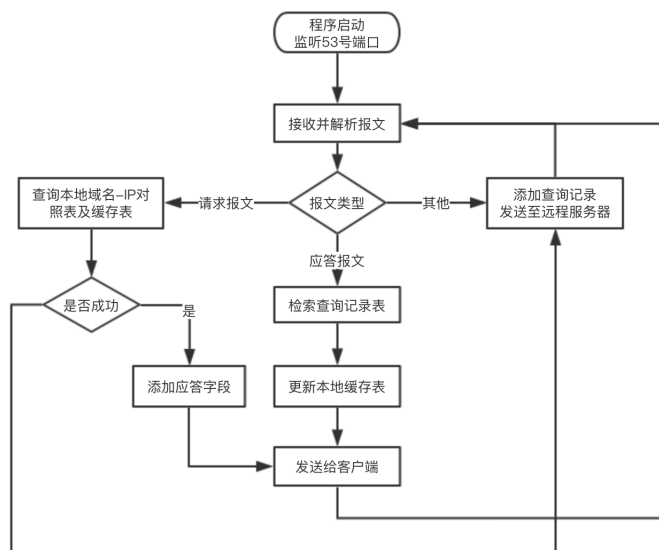 程序启动
监听53号端口
接收并解析报文
查询本地域名-IP对
照表及缓存表
请求报文
报文类型
其他
添加查询记录
发送至远程服务器
应答报文
是否成功
是
检索查询记录表
添加应答字段
更新本地缓存表
发送给客户端